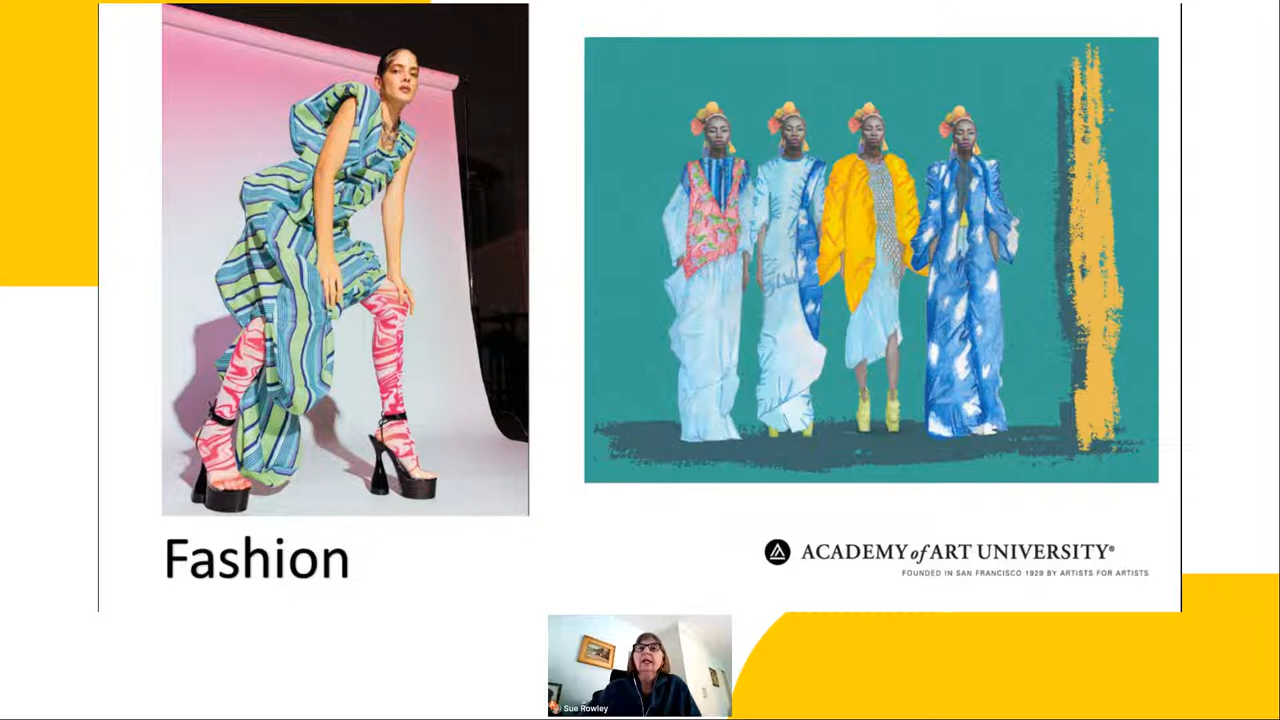 Fashion
ACADEMY of ART UNIVERSITY®
FOUNDED IN SAN FRANCISCO 1929 BY ARTISTS FOR ARTISTS
Sue Rowley